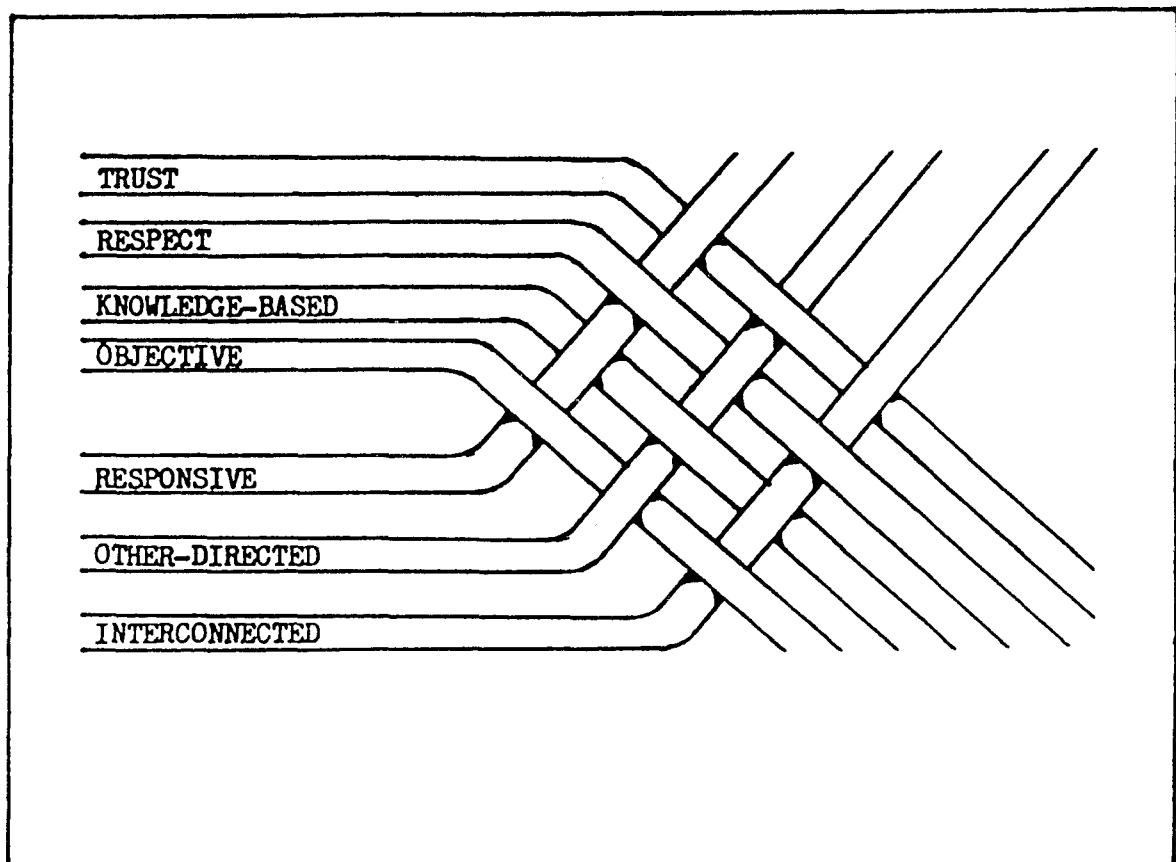 TRUST
RESPECT
KNOWLEDGE-BASED
OBJECTIVE
RESPONSIVE
OTHER-DIRECTED
INTERCONNECTED